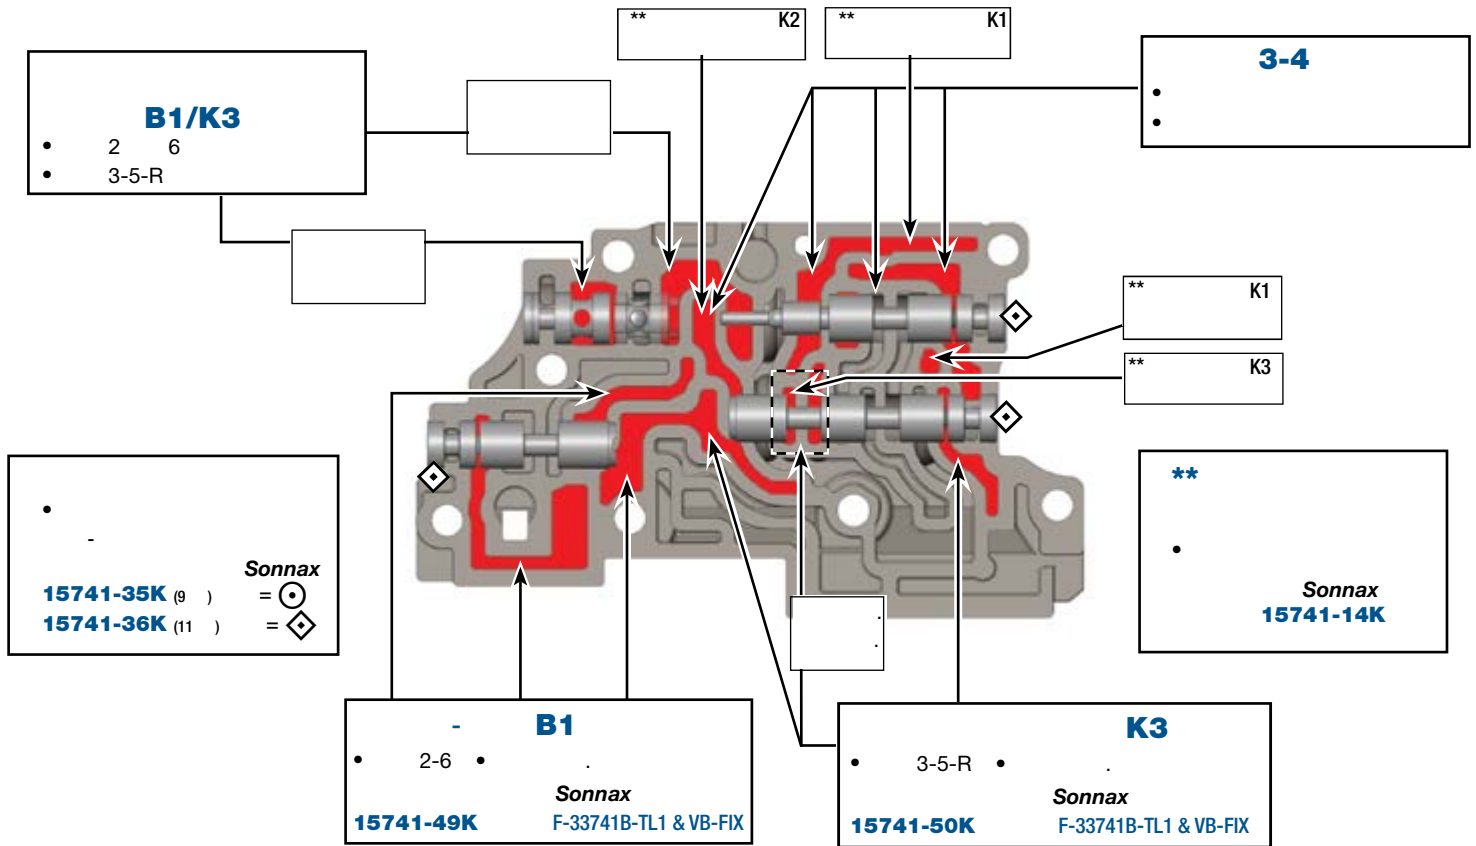 ** K2
** K1
3-4
•
•
B1/K3
• 2 6
• 3-5-R
** K1
** K3
•
-
Sonnax
15741-35K (9 ) =
15741-36K (11 ) =
**
•
Sonnax
15741-14K
.
.
- B1
• 2-6 • .
Sonnax
15741-49K F-33741B-TL1 & VB-FIX
K3
• 3-5-R • .
Sonnax
15741-50K F-33741B-TL1 & VB-FIX